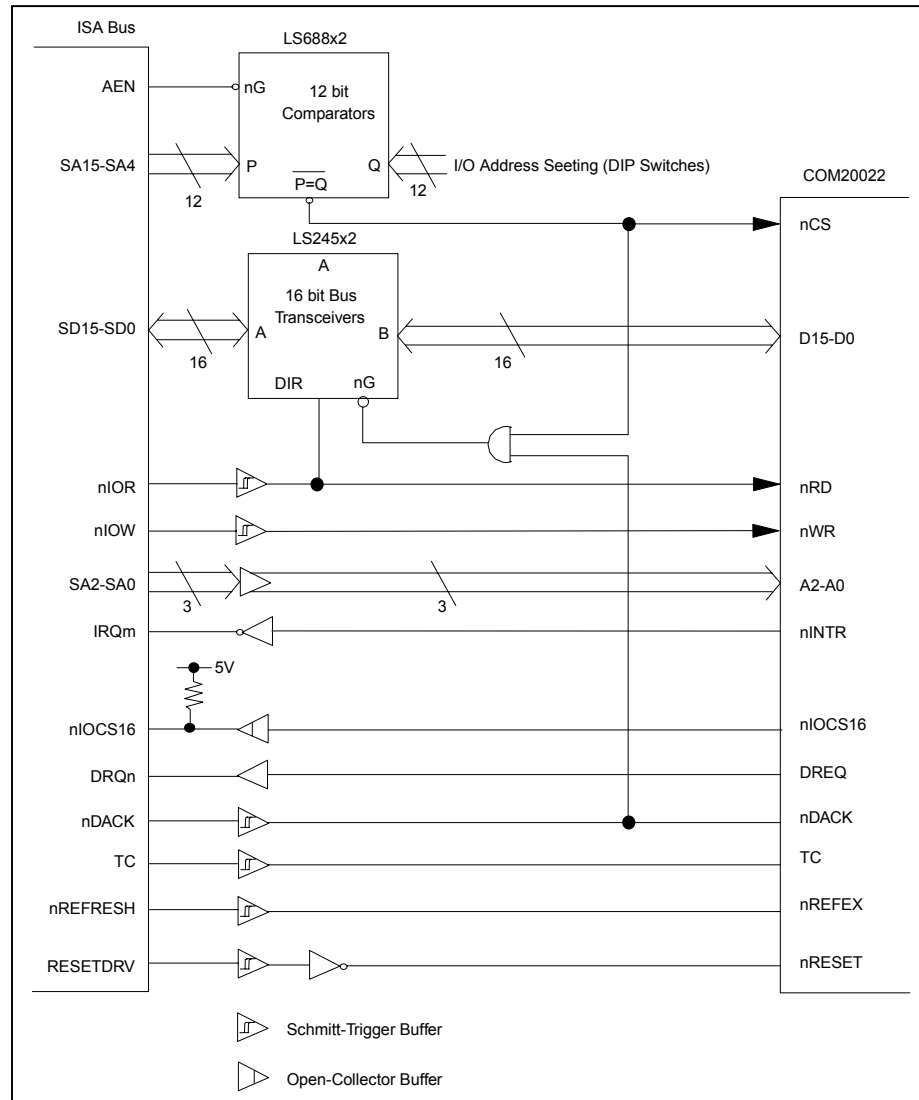 ISA Bus
LS688x2
AEN
nG
12 bit
Comparators
SA15-SA4
P
Q
I/O Address Seeting (DIP Switches)
12
P=Q
12
COM20022
nCS
LS245x2
A
16 bit Bus
Transceivers
SD15-SD0
A
B
D15-D0
16
16
DIR
nG
nIOR
nRD
nIOW
nWR
SA2-SA0
A2-A0
3
3
IRQm
nINTR
5V
nIOCS16
nIOCS16
DRQn
DREQ
nDACK
nDACK
TC
TC
nREFRESH
nREFEX
RESETDRV
nRESET
Schmitt-Trigger Buffer
Open-Collector Buffer